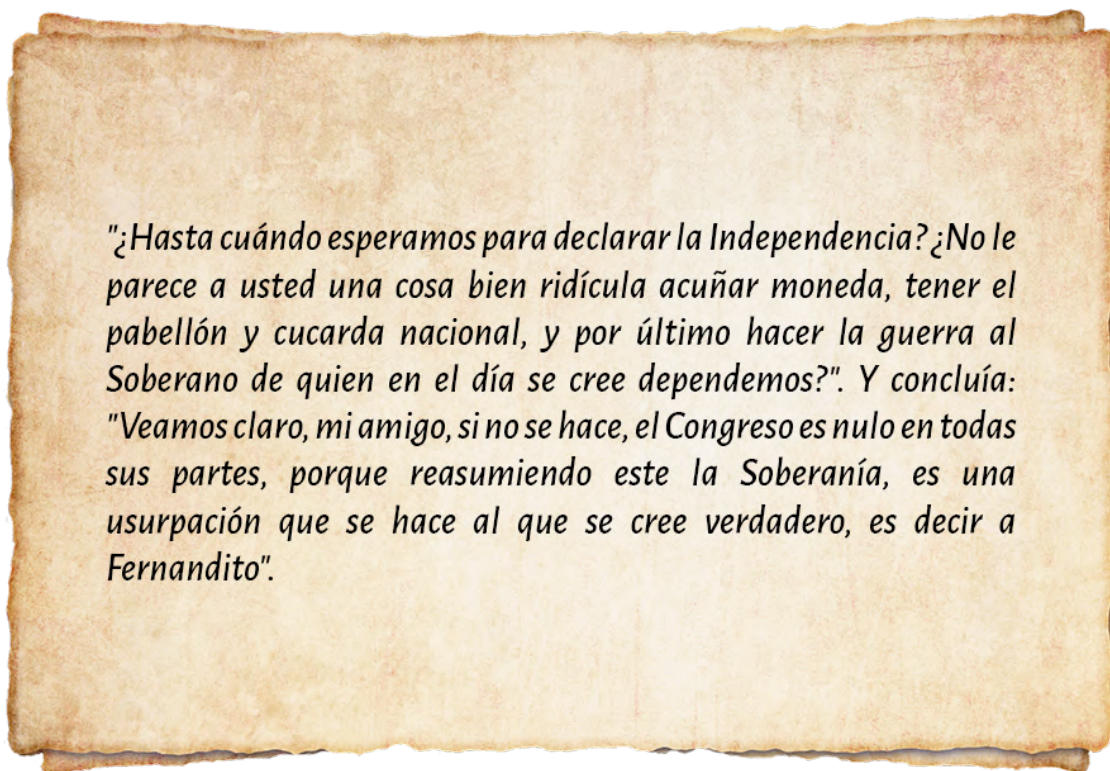 "¿Hasta cuándo esperamos para declarar la Independencia? ¿No le
parece a usted una cosa bien ridícula acuñar moneda, tener el
pabellón y cucarda nacional, y por último hacer la guerra al
Soberano de quien en el día se cree dependemos?". Y concluía:
"Veamos claro, mi amigo, si no se hace, el Congreso es nulo en todas
sus partes, porque reasumiendo este la Soberanía, es una
usurpación que se hace al que se cree verdadero, es decir a
Fernandito".